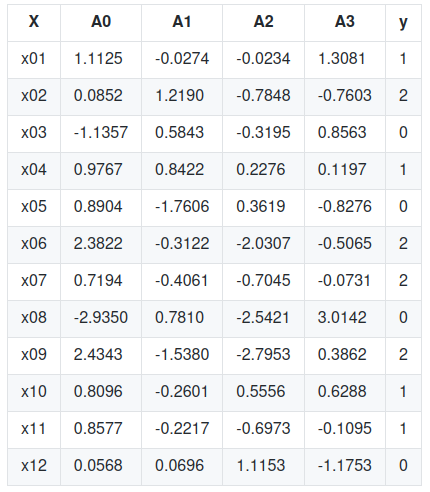 X A0 A1 A2 A3 y
x01 1.1125 -0.0274 -0.0234 1.3081 1
x02 0.0852 1.2190 -0.7848 -0.7603 2
x03 -1.1357 0.5843 -0.3195 0.8563 0
x04 0.9767 0.8422 0.2276 0.1197 1
x05 0.8904 -1.7606 0.3619 -0.8276 0
x06 2.3822 -0.3122 -2.0307 -0.5065 2
x07 0.7194 -0.4061 -0.7045 -0.0731 2
x08 -2.9350 0.7810 -2.5421 3.0142 0
x09 2.4343 -1.5380 -2.7953 0.3862 2
x10 0.8096 -0.2601 0.5556 0.6288 1
x11 0.8577 -0.2217 -0.6973 -0.1095 1
x12 0.0568 0.0696 1.1153 -1.1753 0